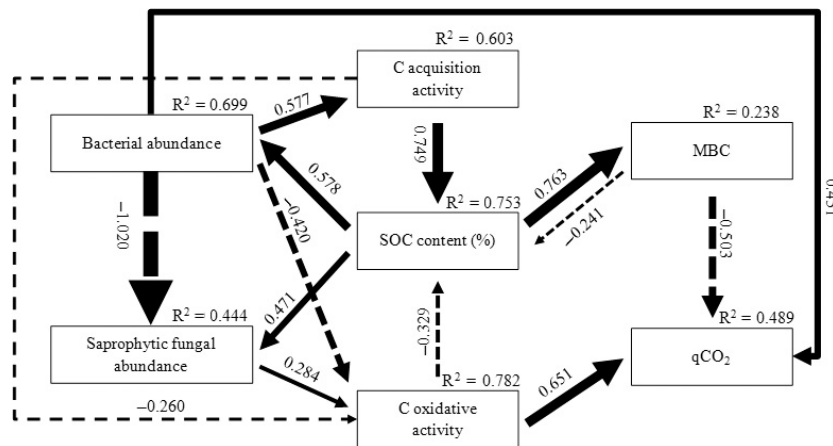 R² = 0.603
C acquisition
activity
R² = 0.699
Bacterial abundance
0.577
0.749
R² = 0.238
MBC
0.451
0.578
0.763
−0.241
−1.020
−0.420
R² = 0.753
SOC content (%)
−0.503
0.471
−0.329
R² = 0.444
Saprophytic fungal
abundance
0.284
R² = 0.489
qCO₂
R² = 0.782
0.651
C oxidative
activity
−0.260